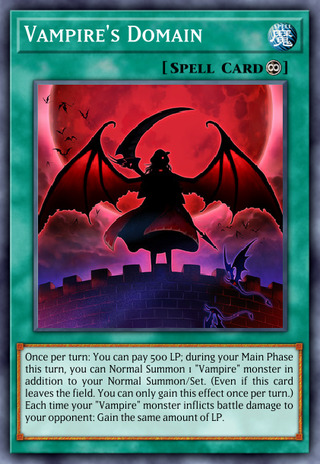 Vampire's Domain
魔
[Spell Card]
Once per turn: You can pay 500 LP; during your Main Phase
this turn, you can Normal Summon 1 "Vampire" monster in
addition to your Normal Summon/Set. (Even if this card
leaves the field. You can only gain this effect once per turn.)
Each time your "Vampire" monster inflicts battle damage to
your opponent: Gain the same amount of LP.